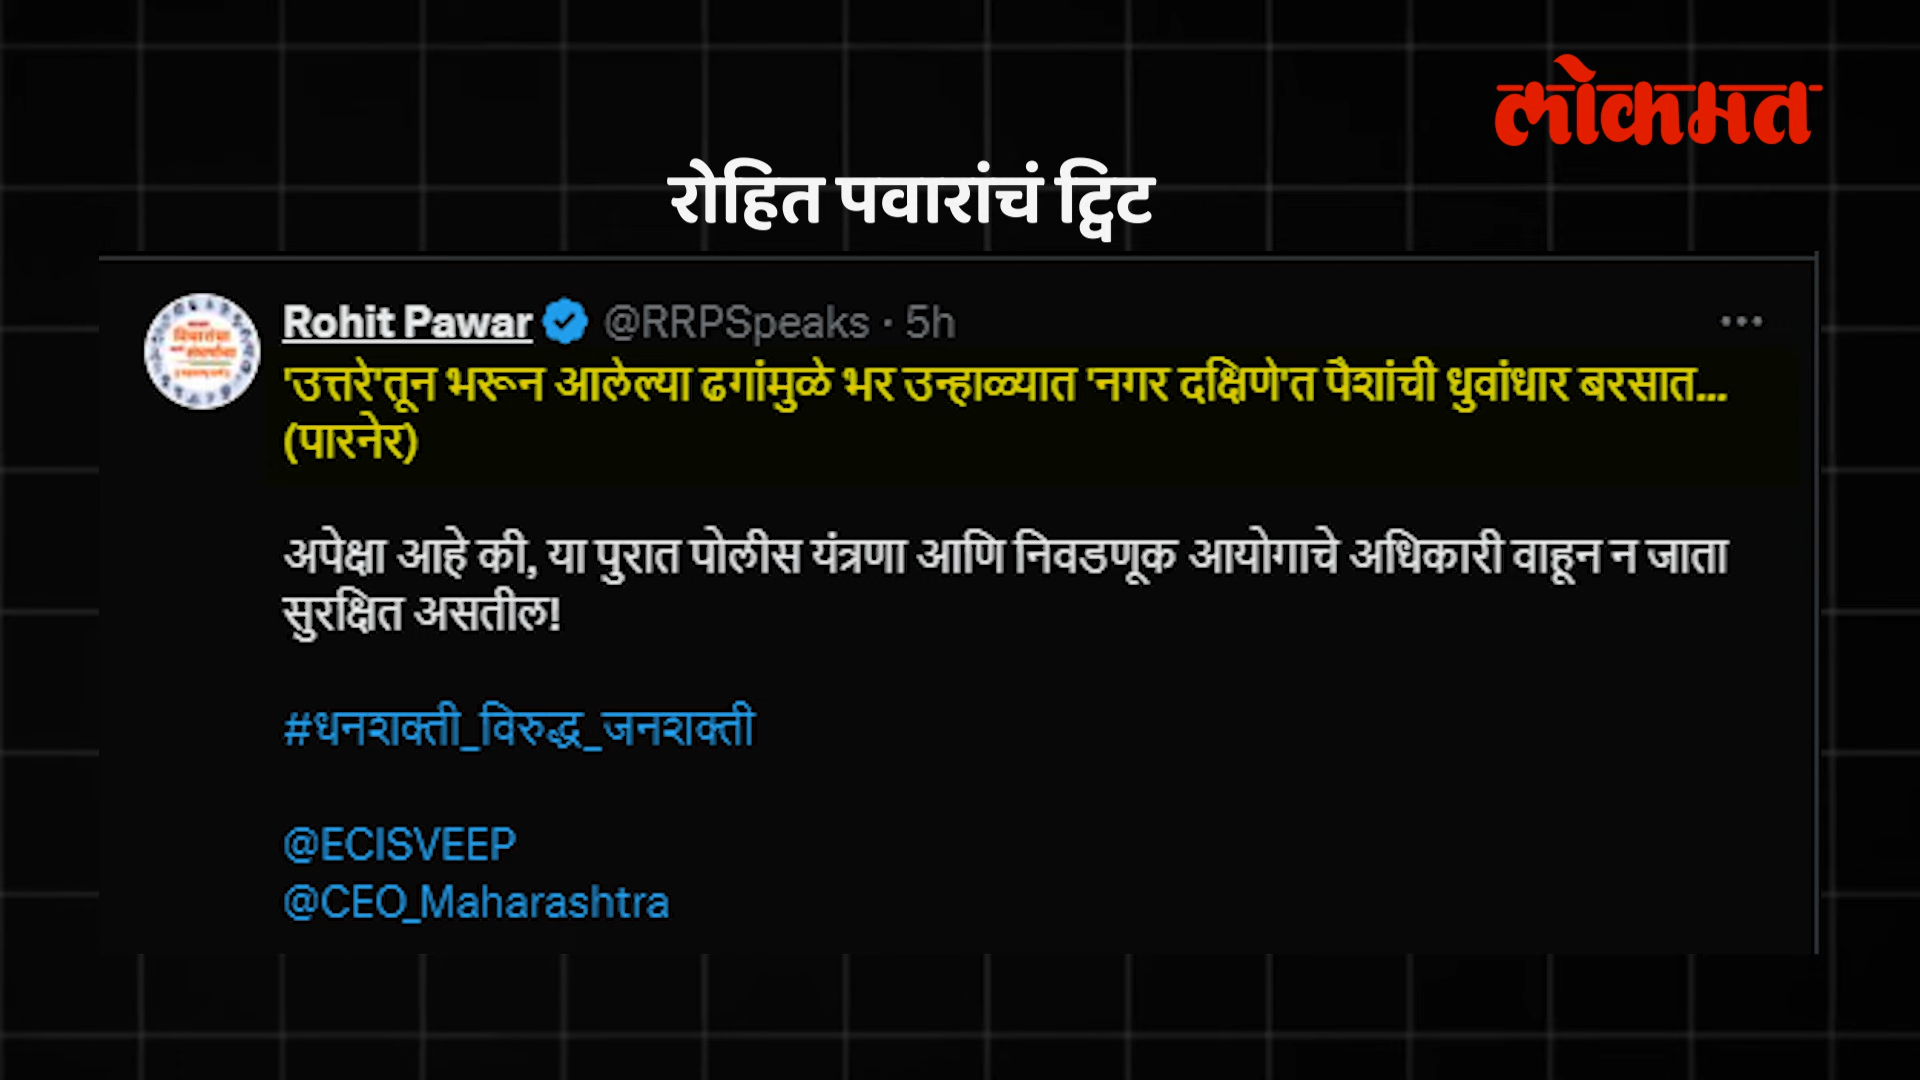 लोकमत
रोहित पवारांचं ट्विट
Rohit Pawar @RRPSpeaks · 5h
'उत्तरे'तून भरून आलेल्या ढगांमुळे भर उन्हाळ्यात 'नगर दक्षिणे'त पैशांची धुवांधार बरसात...
(पारनेर)
अपेक्षा आहे की, या पुरात पोलीस यंत्रणा आणि निवडणूक आयोगाचे अधिकारी वाहून न जाता
सुरक्षित असतील!
#धनशक्ती_विरुद्ध_जनशक्ती
@ECISVEEP
@CEO_Maharashtra